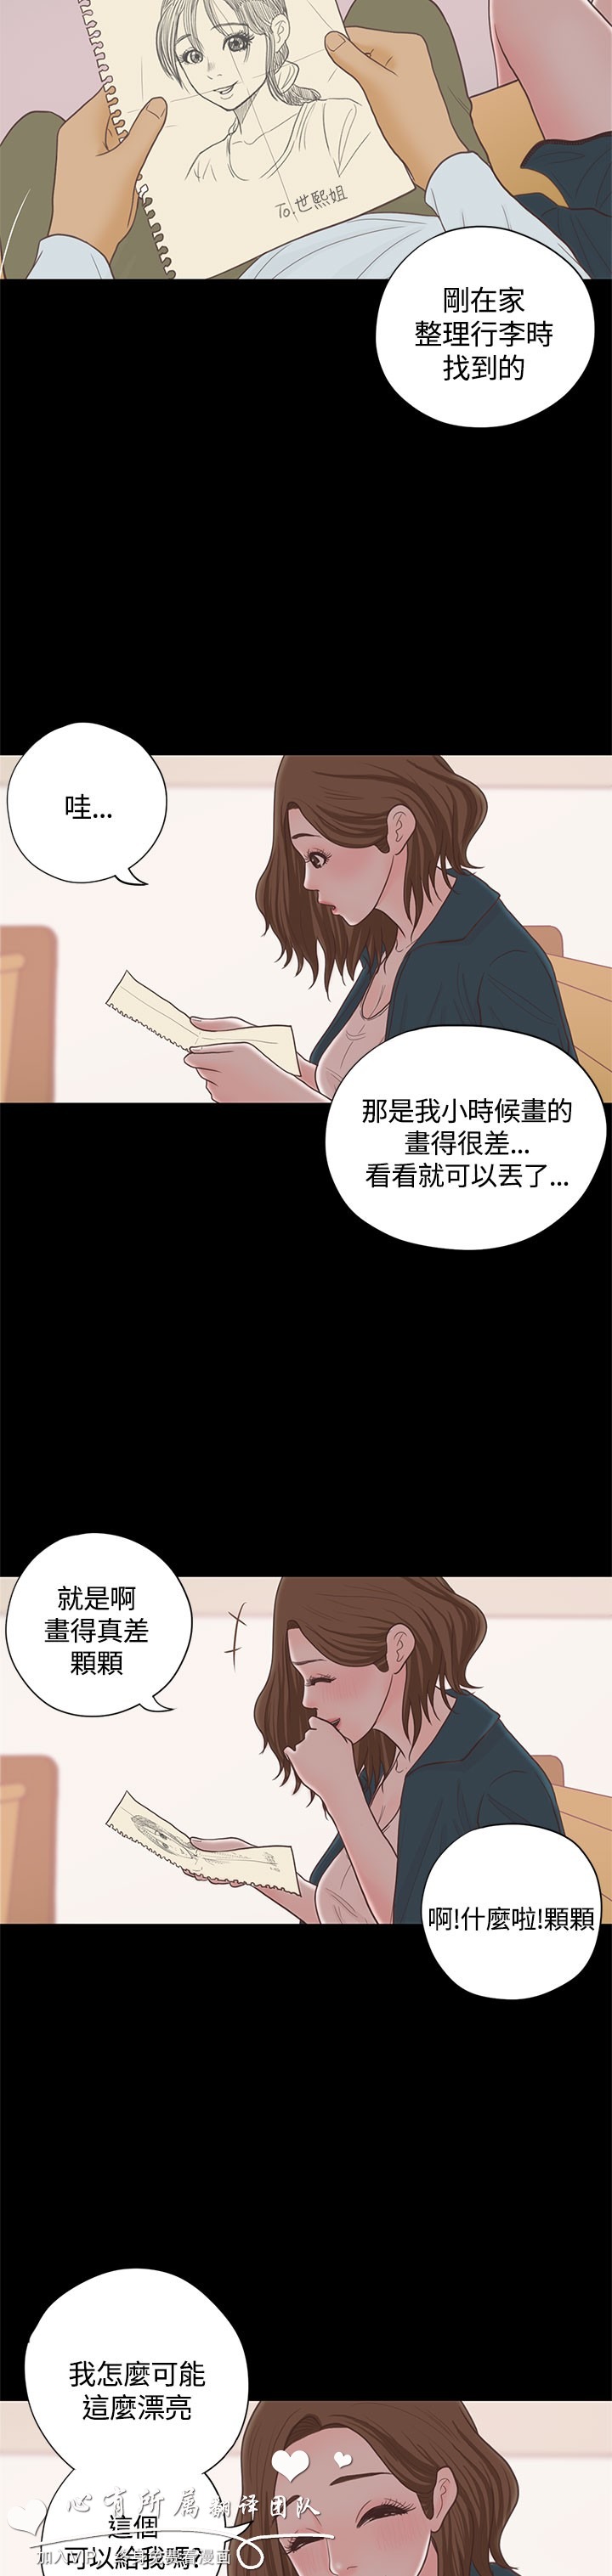 To.世熙姐
剛在家
整理行李時
找到的
哇...
那是我小時候畫的
畫得很差...
看看就可以丟了...
就是啊
畫得真差
顆顆
啊!什麼啦!顆顆
我怎麼可能
這麼漂亮
這個
可以給我嗎?
心有所属翻译团队